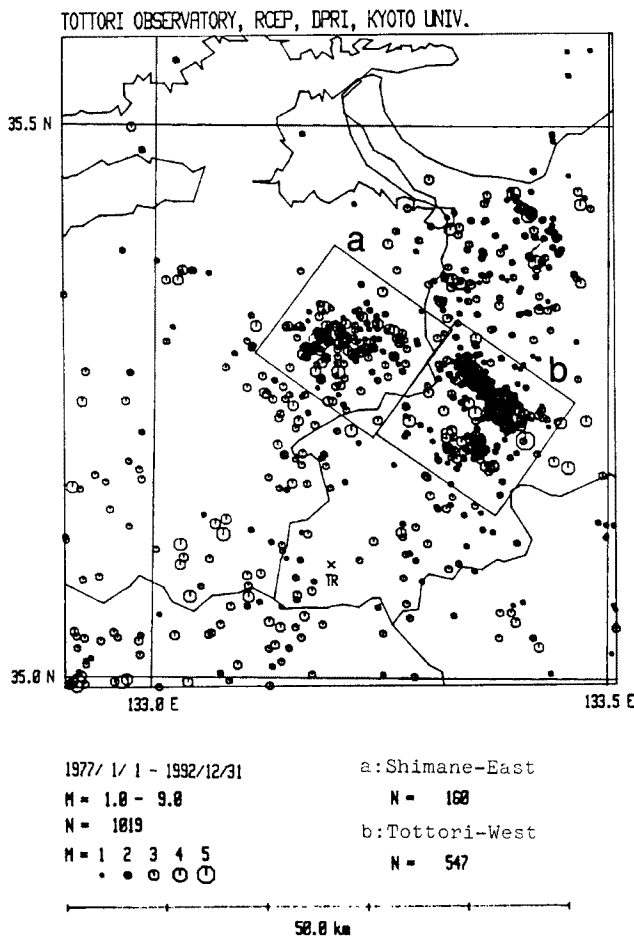 TOTTORI OBSERVATORY, RCEP, DPRI, KYOTO UNIV.
35.5 N
a
b
TR
35.0 N
133.0 E
133.5 E
1977/ 1/ 1 - 1992/12/31
M = 1.0 - 9.0
N = 1019
M = 1 2 3 4 5
a:Shimane-East
N = 160
b:Tottori-West
N = 547
50.0 km